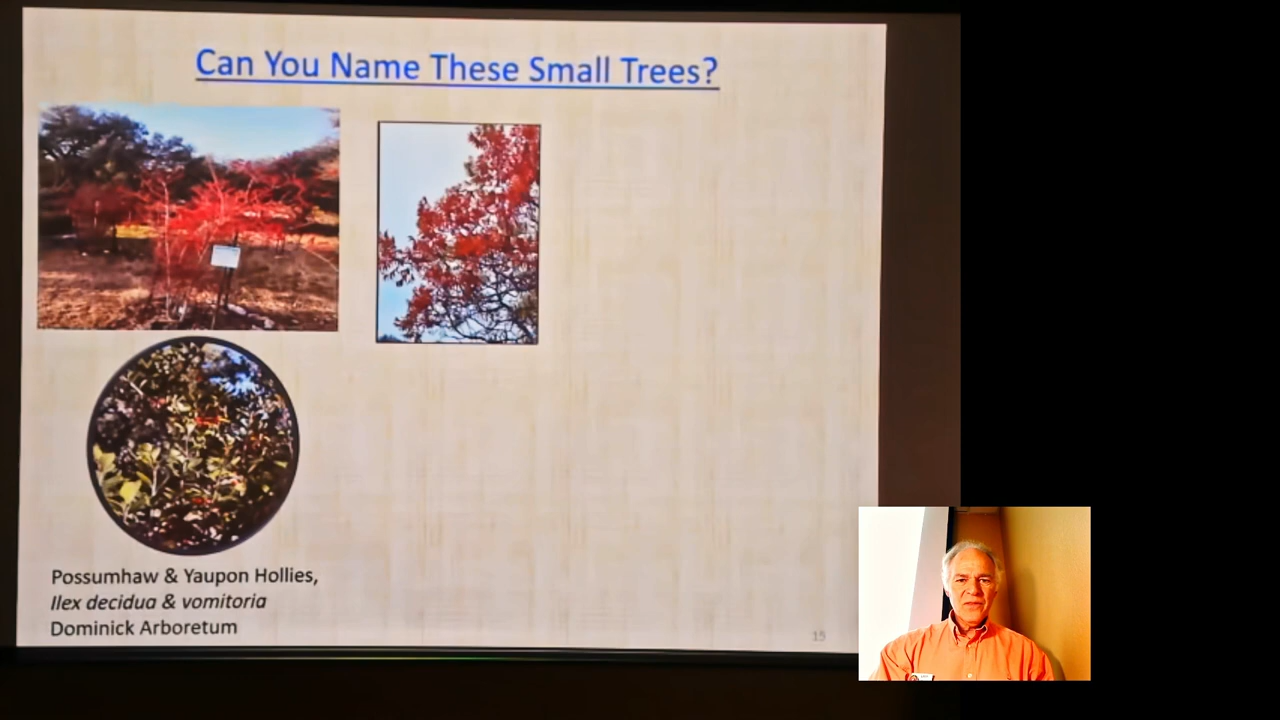 Can You Name These Small Trees?
Possumhaw & Yaupon Hollies,
Ilex decidua & vomitoria
Dominick Arboretum
15